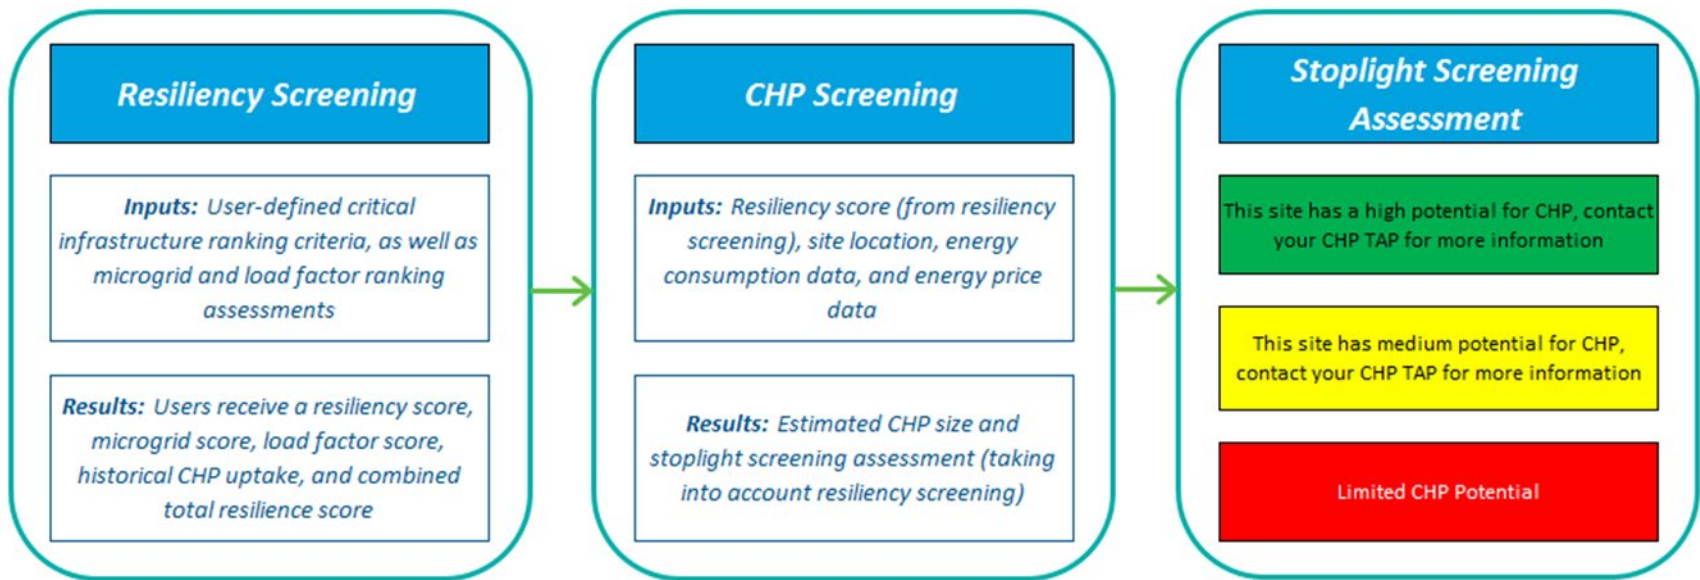 Resiliency Screening
Inputs: User-defined critical
infrastructure ranking criteria, as well as
microgrid and load factor ranking
assessments
Results: Users receive a resiliency score,
microgrid score, load factor score,
historical CHP uptake, and combined
total resilience score
CHP Screening
Inputs: Resiliency score (from resiliency
screening), site location, energy
consumption data, and energy price
data
Results: Estimated CHP size and
stoplight screening assessment (taking
into account resiliency screening)
Stoplight Screening
Assessment
This site has a high potential for CHP, contact
your CHP TAP for more information
This site has medium potential for CHP,
contact your CHP TAP for more information
Limited CHP Potential